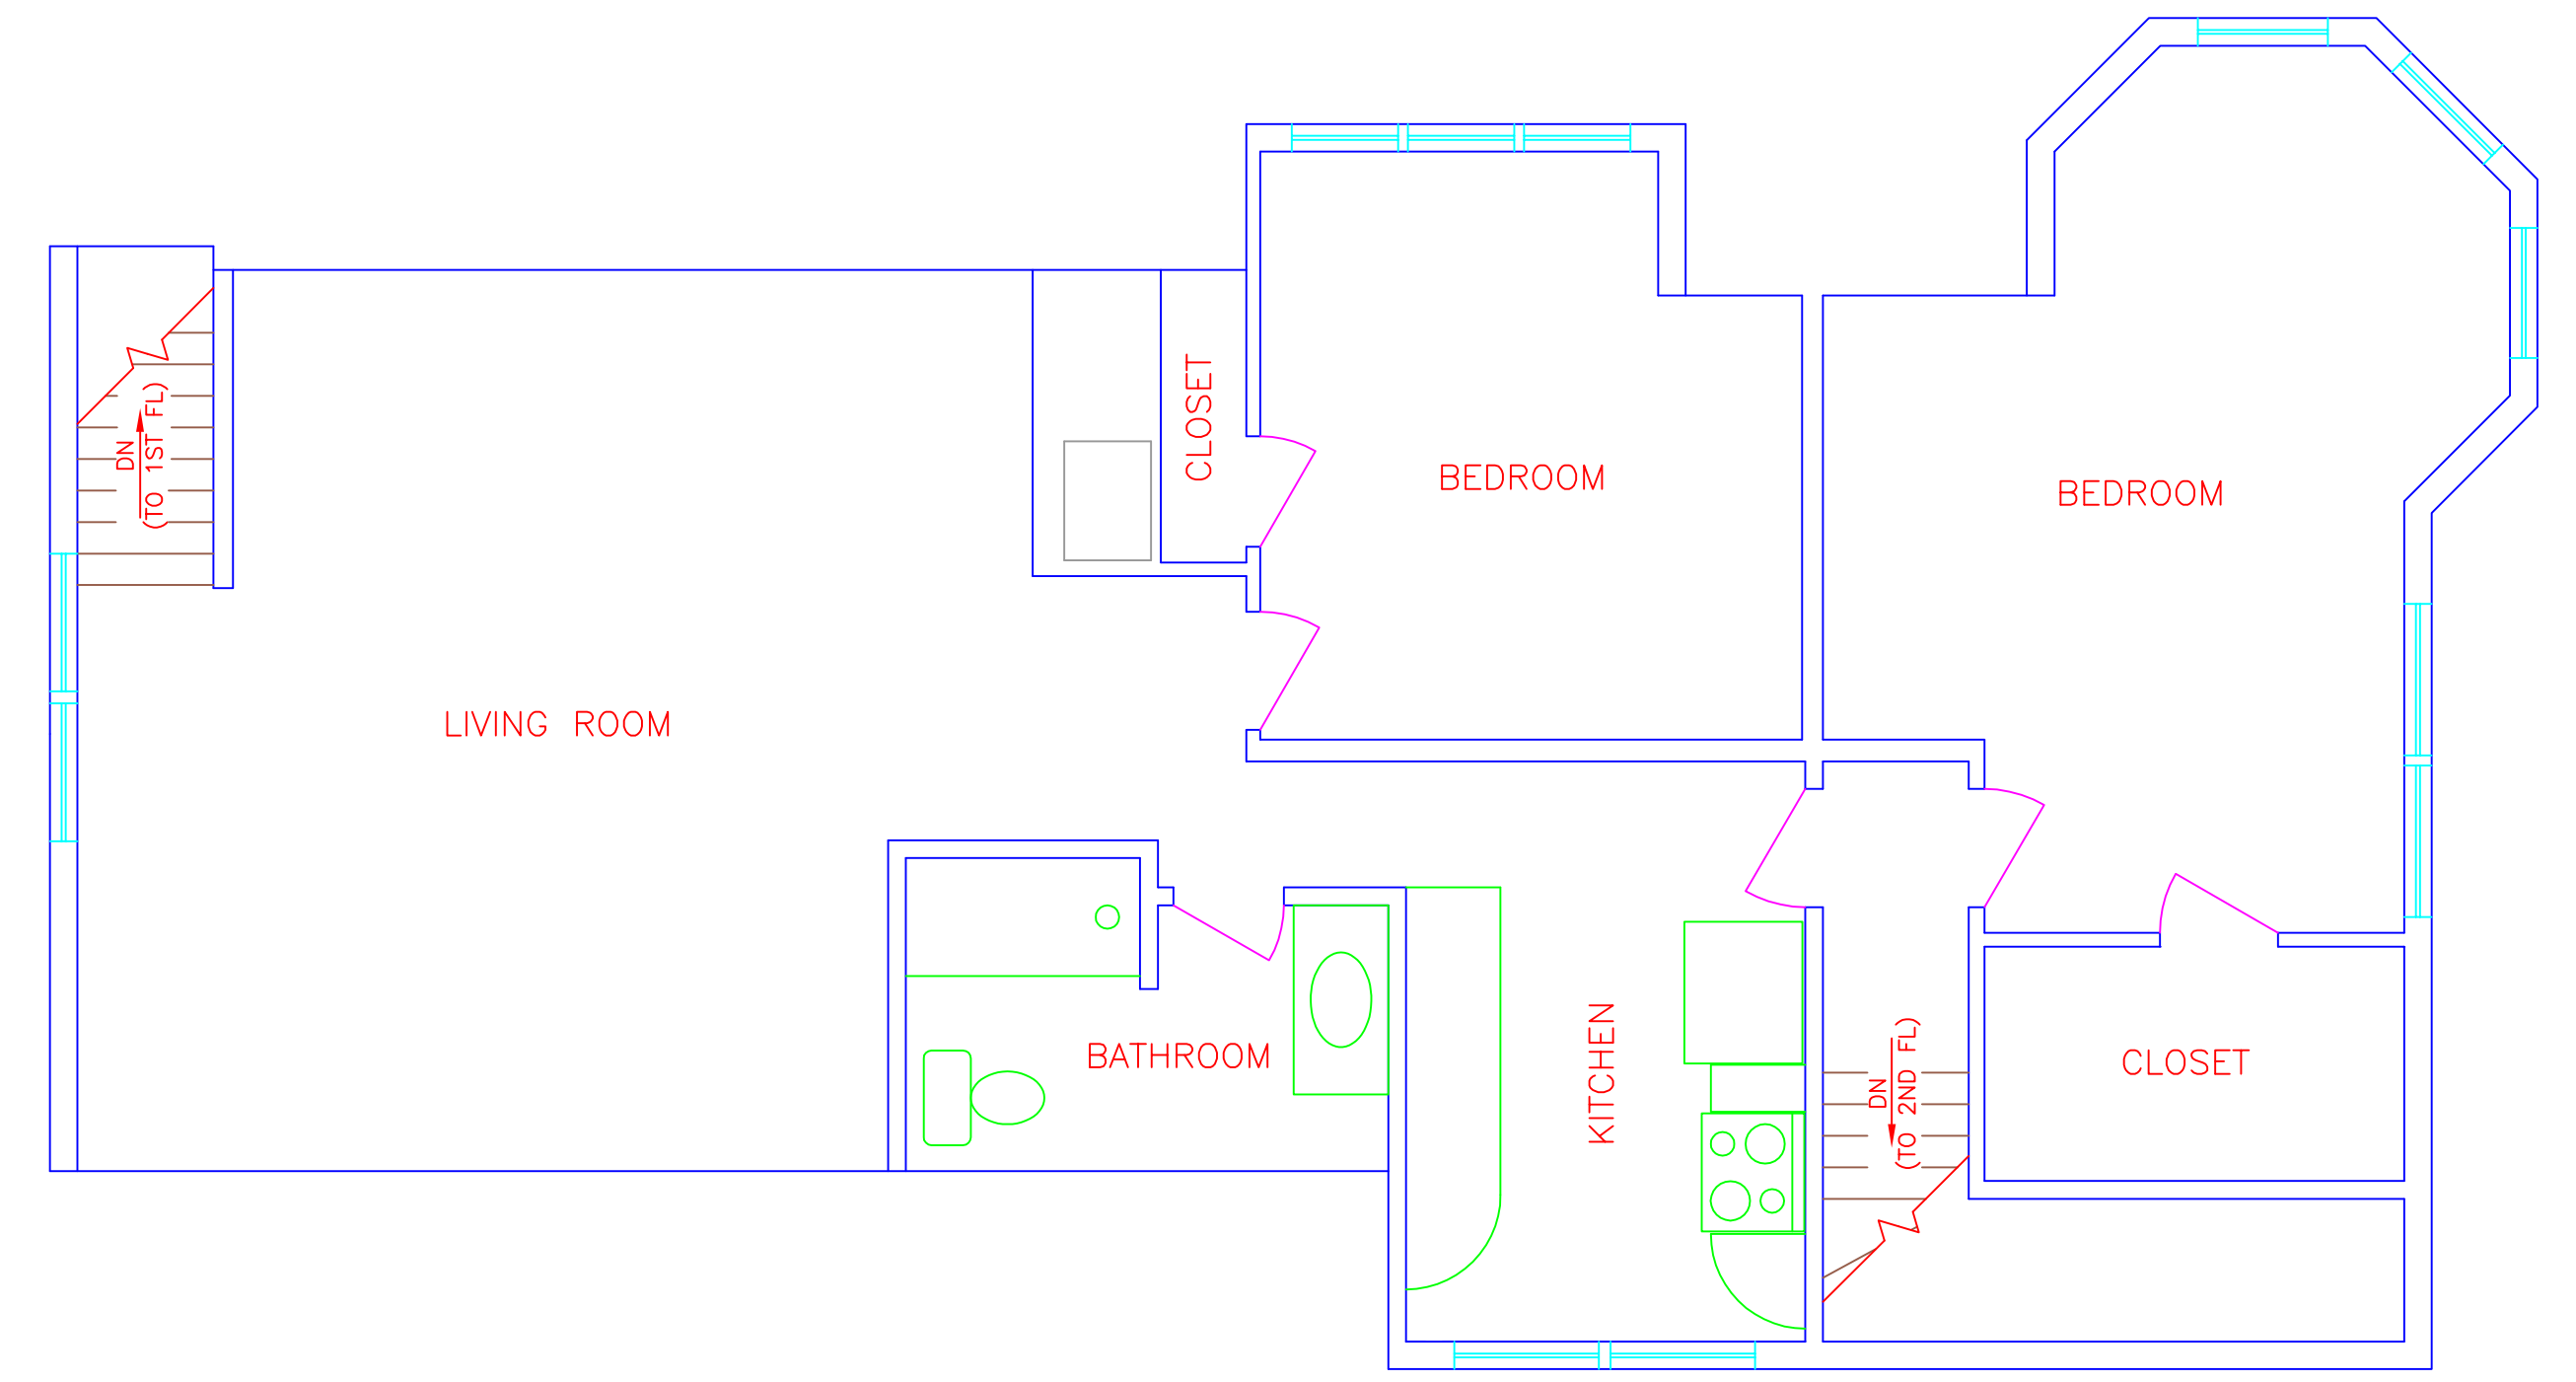 DN
(TO 1ST FL)
LIVING ROOM
CLOSET
BEDROOM
BEDROOM
BATHROOM
KITCHEN
DN
(TO 2ND FL)
CLOSET